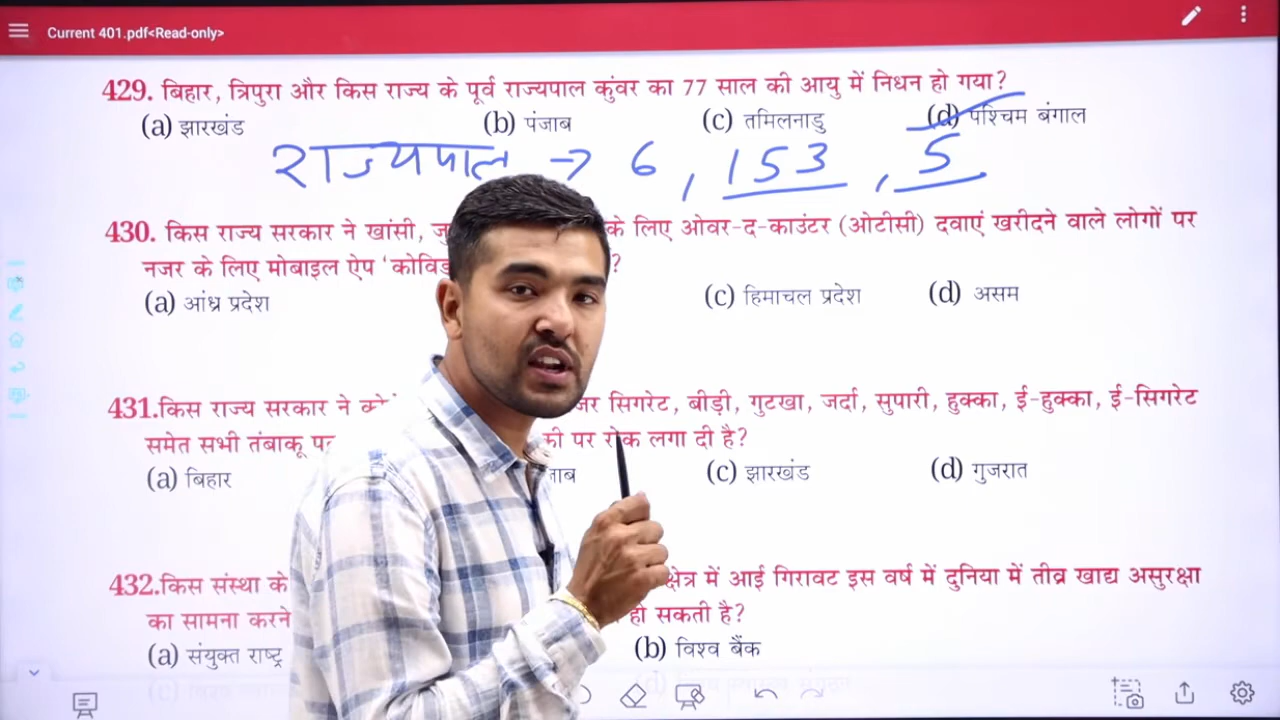 Current 401.pdf<Read-only>
429. बिहार, त्रिपुरा और किस राज्य के पूर्व राज्यपाल कुंवर का 77 साल की आयु में निधन हो गया?
(a) झारखंड (b) पंजाब (c) तमिलनाडु (d) पश्चिम बंगाल
राज्यपाल → 6, 153, 5
430. किस राज्य सरकार ने खांसी, के लिए ओवर-द-काउंटर (ओटीसी) दवाएं खरीदने वाले लोगों पर
नजर के लिए मोबाइल ऐप 'कोविड ?
(a) आंध्र प्रदेश (c) हिमाचल प्रदेश (d) असम
431.किस राज्य सरकार ने सिगरेट, बीड़ी, गुटखा, जर्दा, सुपारी, हुक्का, ई-हुक्का, ई-सिगरेट
समेत सभी तंबाकू पर रोक लगा दी है?
(a) बिहार (c) झारखंड (d) गुजरात
432.किस संस्था के क्षेत्र में आई गिरावट इस वर्ष में दुनिया में तीव्र खाद्य असुरक्षा
का सामना करने हो सकती है?
(a) संयुक्त राष्ट्र (b) विश्व बैंक